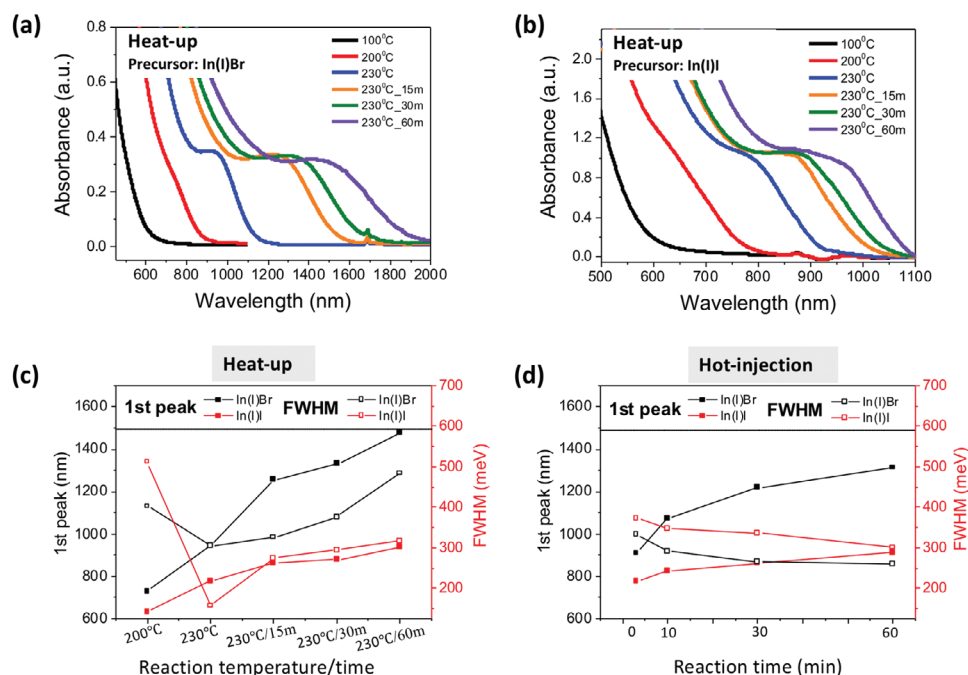 (a)
Heat-up
Precursor: In(I)Br
100⁰C
200⁰C
230⁰C
230⁰C_15m
230⁰C_30m
230⁰C_60m
0.8
0.6
0.4
0.2
0.0
Absorbance (a.u.)
600 800 1000 1200 1400 1600 1800 2000
Wavelength (nm)
(b)
Heat-up
Precursor: In(I)I
100⁰C
200⁰C
230⁰C
230⁰C_15m
230⁰C_30m
230⁰C_60m
2.0
1.6
1.2
0.8
0.4
0.0
Absorbance (a.u.)
500 600 700 800 900 1000 1100
Wavelength (nm)
(c)
Heat-up
1st peak
In(I)Br
In(I)I
FWHM
In(I)Br
In(I)I
1600
1400
1200
1000
800
600
1st peak (nm)
700
600
500
400
300
200
FWHM (meV)
200°C 230°C 230°C/15m 230°C/30m 230°C/60m
Reaction temperature/time
(d)
Hot-injection
1st peak
In(I)Br
In(I)I
FWHM
In(I)Br
In(I)I
1600
1400
1200
1000
800
600
1st peak (nm)
700
600
500
400
300
200
FWHM (meV)
0 10 30 60
Reaction time (min)